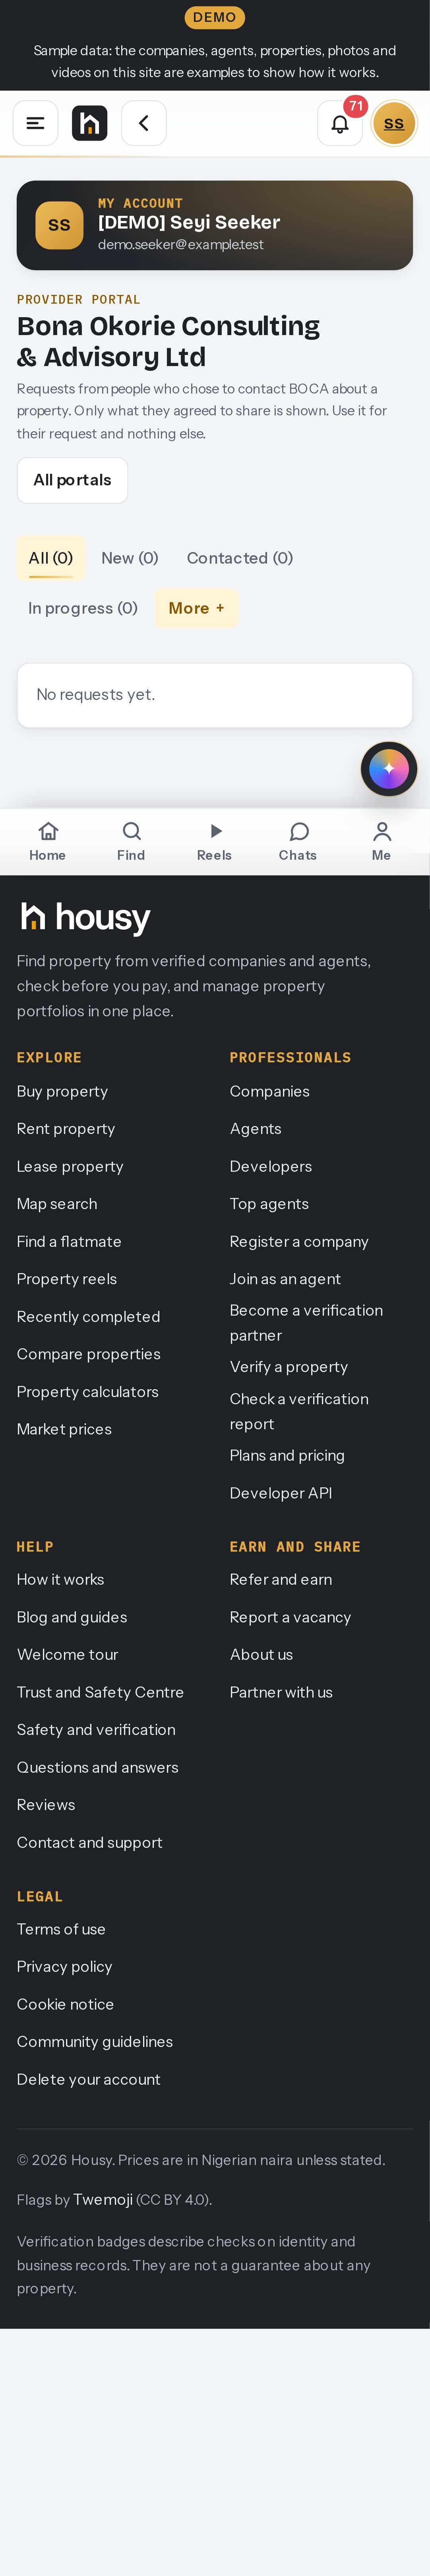 DEMO
Sample data: the companies, agents, properties, photos and
videos on this site are examples to show how it works.
71
SS
SS
MY ACCOUNT
[DEMO] Seyi Seeker
demo.seeker@example.test
PROVIDER PORTAL
Bona Okorie Consulting
& Advisory Ltd
Requests from people who chose to contact BOCA about a
property. Only what they agreed to share is shown. Use it for
their request and nothing else.
All portals
All (0)
New (0)
Contacted (0)
In progress (0)
More +
No requests yet.
Home
Find
Reels
Chats
Me
housy
Find property from verified companies and agents,
check before you pay, and manage property
portfolios in one place.
EXPLORE
Buy property
Rent property
Lease property
Map search
Find a flatmate
Property reels
Recently completed
Compare properties
Property calculators
Market prices
PROFESSIONALS
Companies
Agents
Developers
Top agents
Register a company
Join as an agent
Become a verification
partner
Verify a property
Check a verification
report
Plans and pricing
Developer API
HELP
How it works
Blog and guides
Welcome tour
Trust and Safety Centre
Safety and verification
Questions and answers
Reviews
Contact and support
EARN AND SHARE
Refer and earn
Report a vacancy
About us
Partner with us
LEGAL
Terms of use
Privacy policy
Cookie notice
Community guidelines
Delete your account
© 2026 Housy. Prices are in Nigerian naira unless stated.
Flags by Twemoji (CC BY 4.0).
Verification badges describe checks on identity and
business records. They are not a guarantee about any
property.